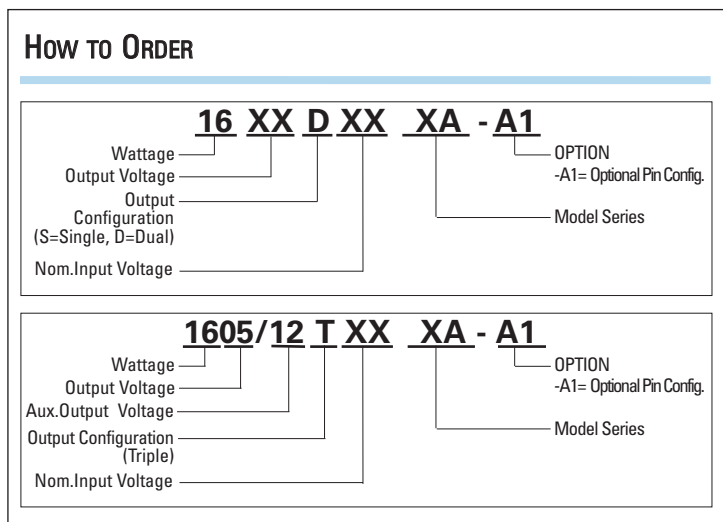 HOW TO ORDER
16 XX D XX XA - A1
Wattage
Output Voltage
Output
Configuration
(S=Single, D=Dual)
Nom.Input Voltage
OPTION
-A1= Optional Pin Config.
Model Series
1605/12 T XX XA - A1
Wattage
Output Voltage
Aux.Output Voltage
Output Configuration
(Triple)
Nom.Input Voltage
OPTION
-A1= Optional Pin Config.
Model Series